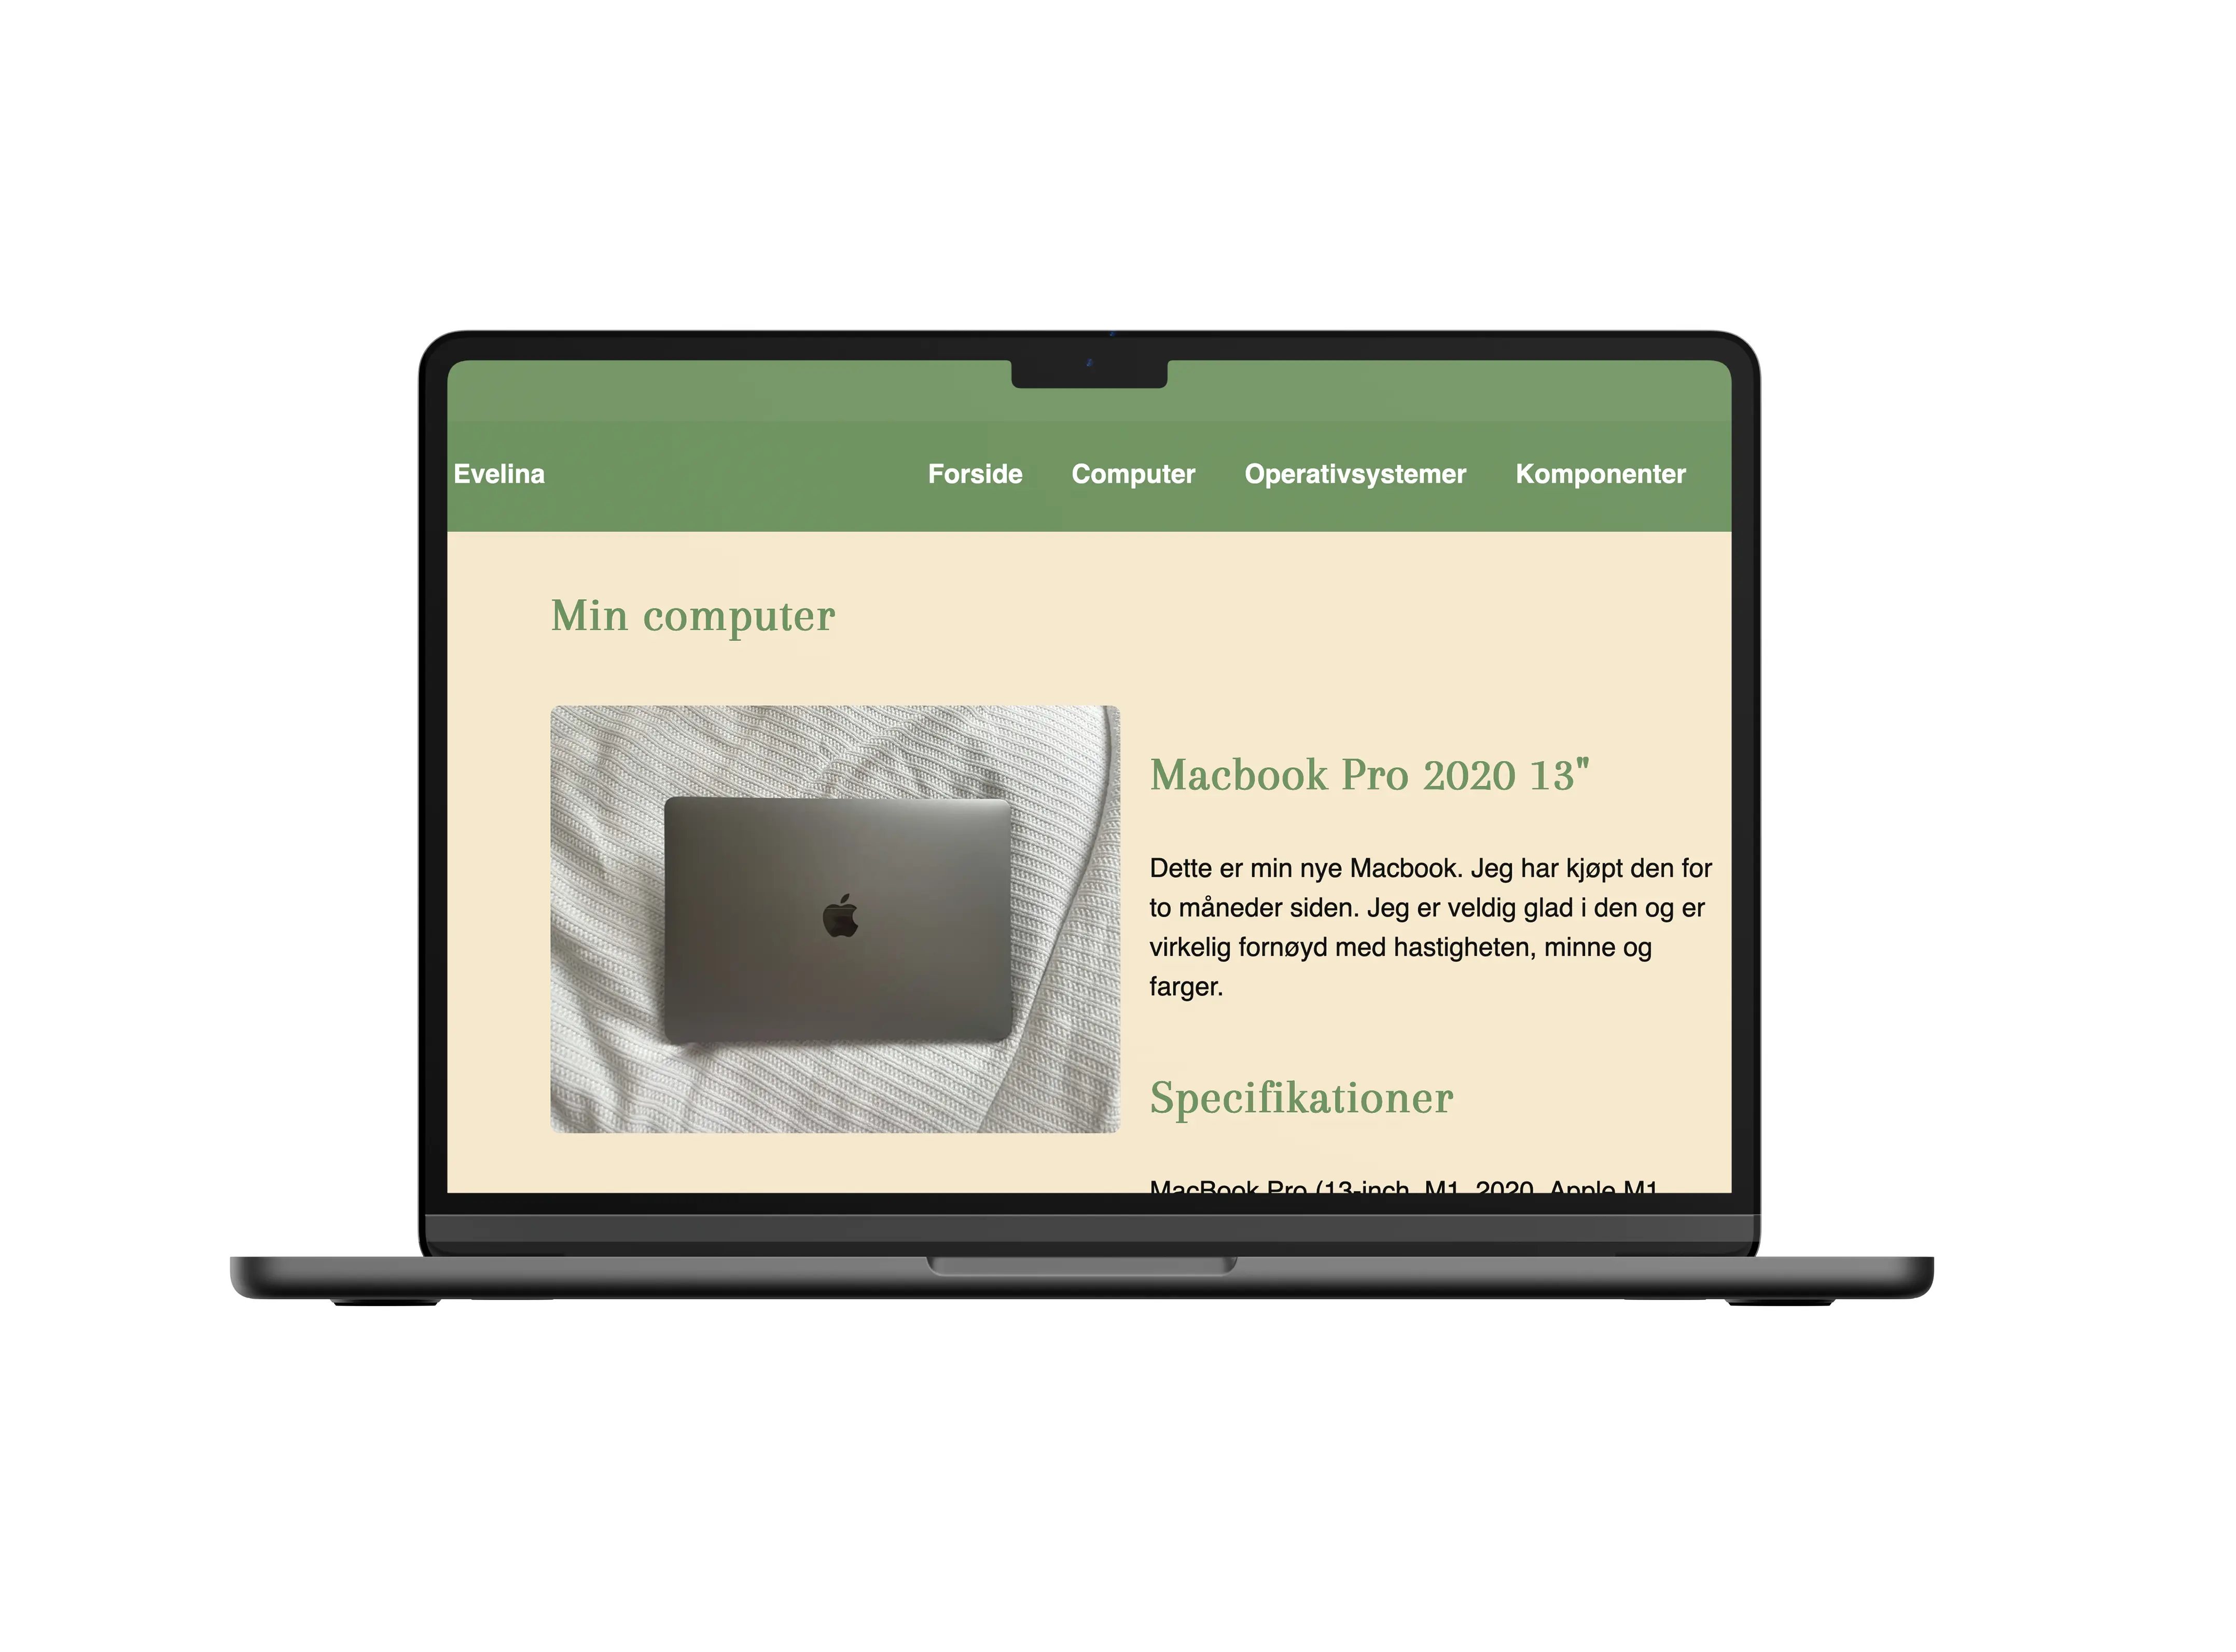 Evelina
Forside Computer Operativsystemer Komponenter
Min computer
Macbook Pro 2020 13"
Dette er min nye Macbook. Jeg har kjøpt den for
to måneder siden. Jeg er veldig glad i den og er
virkelig fornøyd med hastigheten, minne og
farger.
Specifikationer
MacBook Pro (13-inch, M1, 2020, Apple M1